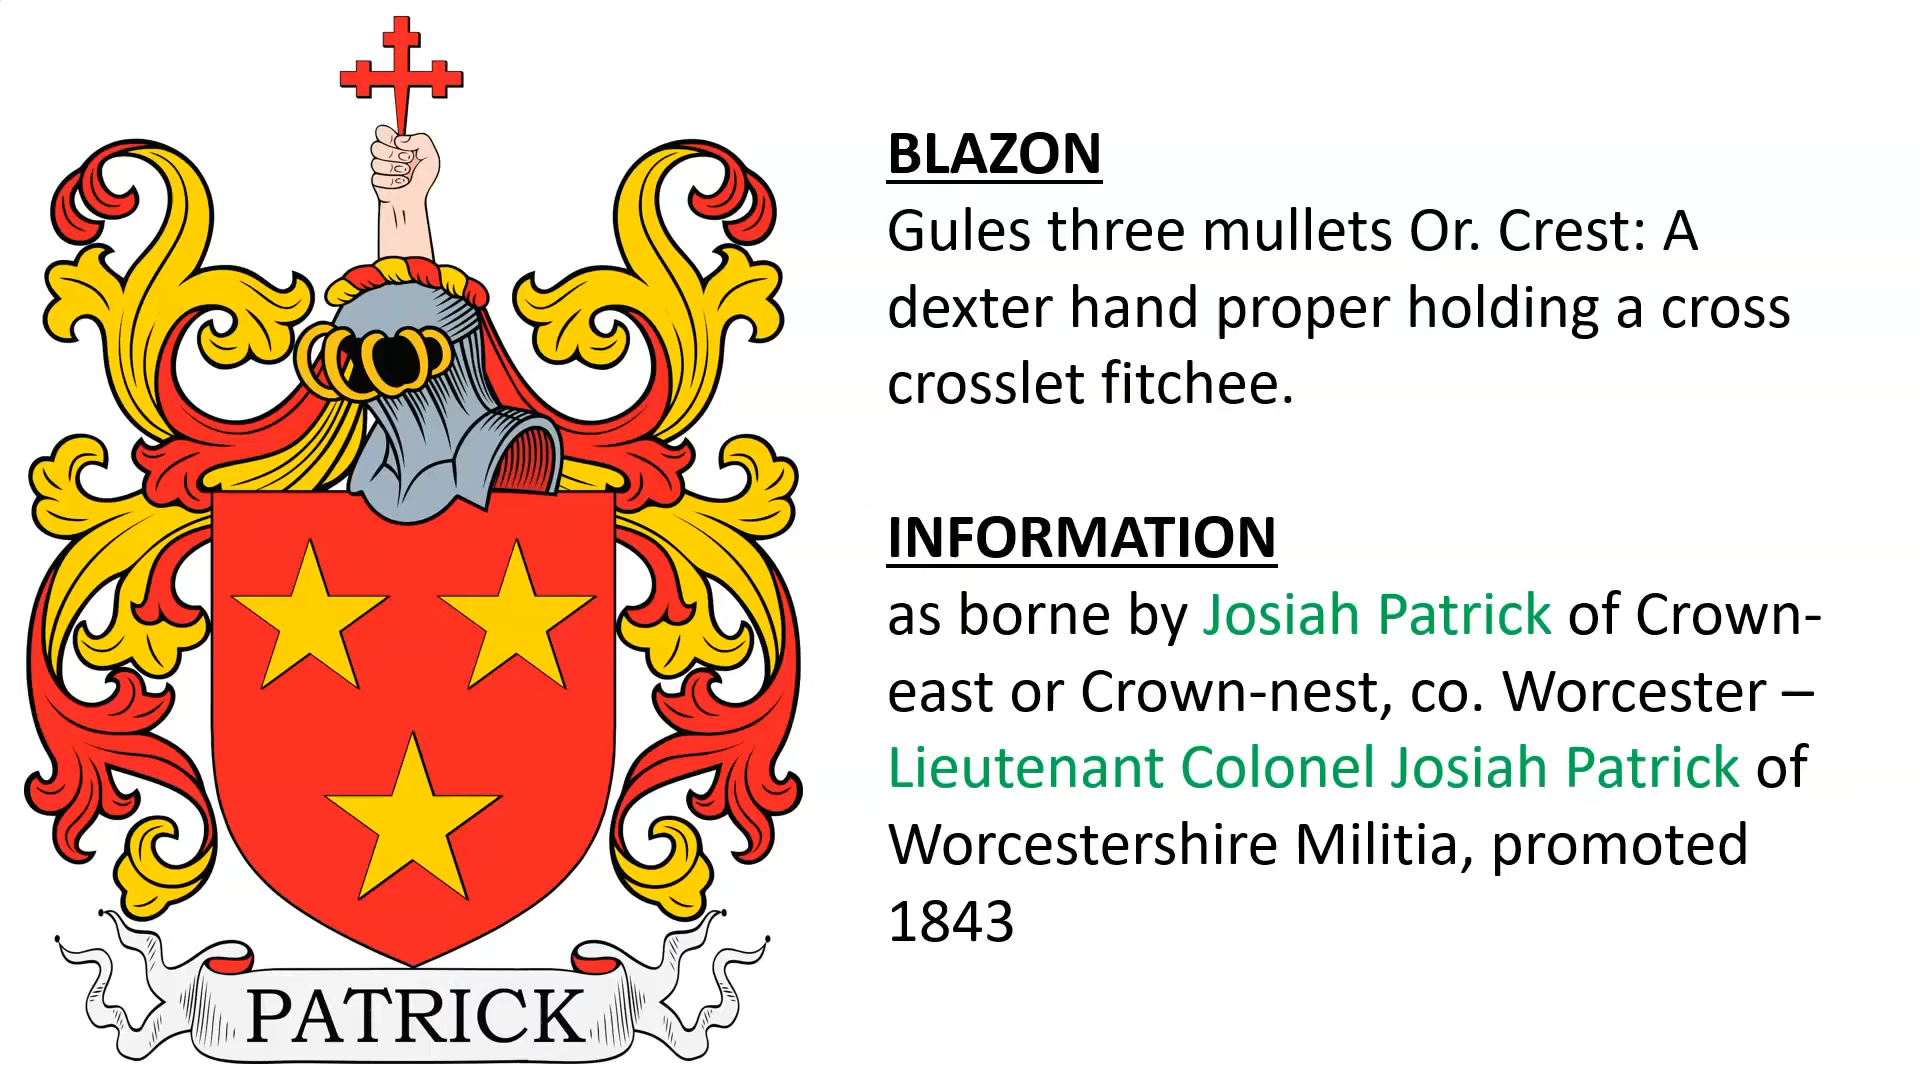 BLAZON
Gules three mullets Or. Crest: A
dexter hand proper holding a cross
crosslet fitchee.
INFORMATION
as borne by Josiah Patrick of Crown-
east or Crown-nest, co. Worcester –
Lieutenant Colonel Josiah Patrick of
Worcestershire Militia, promoted
1843
PATRICK